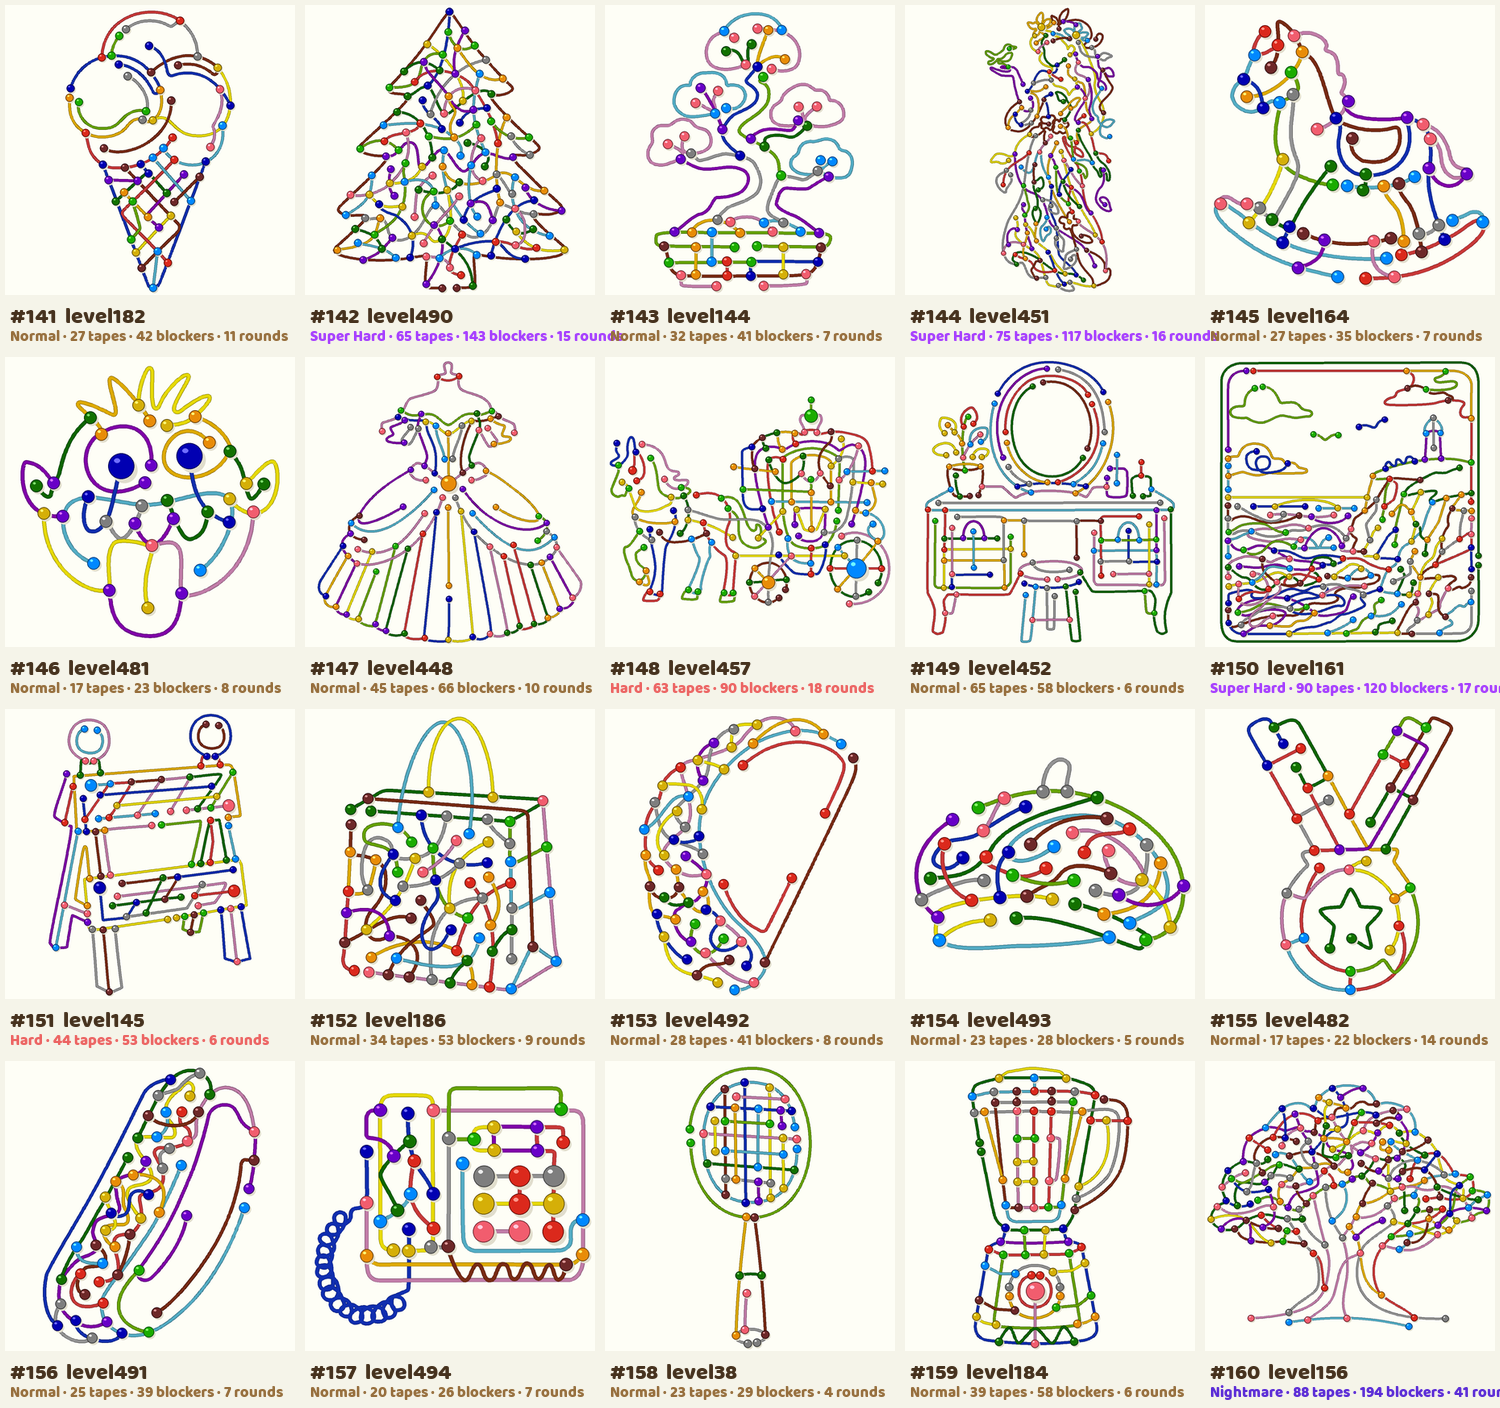 #141 level182
Normal · 27 tapes · 42 blockers · 11 rounds
#142 level490
Super Hard · 65 tapes · 143 blockers · 15 rounds
#143 level144
Normal · 32 tapes · 41 blockers · 7 rounds
#144 level451
Super Hard · 75 tapes · 117 blockers · 16 rounds
#145 level164
Normal · 27 tapes · 35 blockers · 7 rounds
#146 level481
Normal · 17 tapes · 23 blockers · 8 rounds
#147 level448
Normal · 45 tapes · 66 blockers · 10 rounds
#148 level457
Hard · 63 tapes · 90 blockers · 18 rounds
#149 level452
Normal · 65 tapes · 58 blockers · 6 rounds
#150 level161
Super Hard · 90 tapes · 120 blockers · 17 roun
#151 level145
Hard · 44 tapes · 53 blockers · 6 rounds
#152 level186
Normal · 34 tapes · 53 blockers · 9 rounds
#153 level492
Normal · 28 tapes · 41 blockers · 8 rounds
#154 level493
Normal · 23 tapes · 28 blockers · 5 rounds
#155 level482
Normal · 17 tapes · 22 blockers · 14 rounds
#156 level491
Normal · 25 tapes · 39 blockers · 7 rounds
#157 level494
Normal · 20 tapes · 26 blockers · 7 rounds
#158 level38
Normal · 23 tapes · 29 blockers · 4 rounds
#159 level184
Normal · 39 tapes · 58 blockers · 6 rounds
#160 level156
Nightmare · 88 tapes · 194 blockers · 41 roun